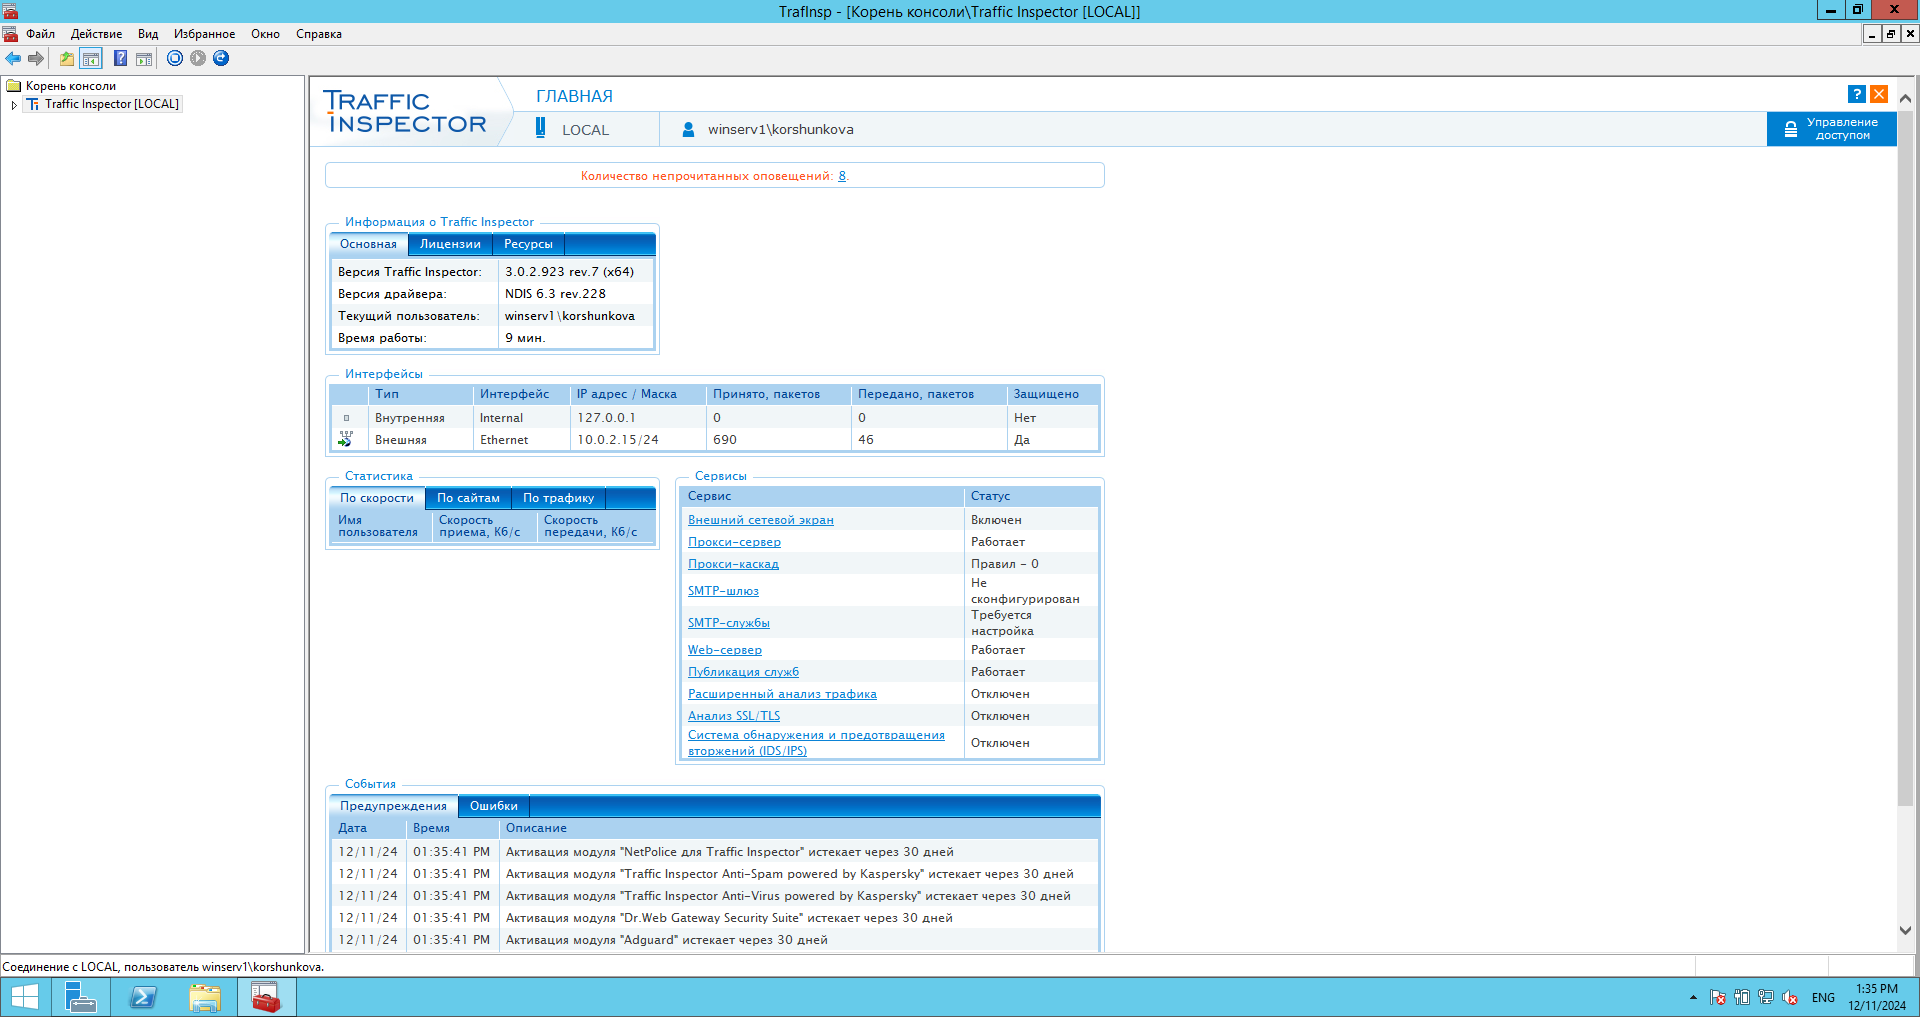 TrafInsp - [Корень консоли\Traffic Inspector [LOCAL]]
Файл Действие Вид Избранное Окно Справка
Корень консоли
Traffic Inspector [LOCAL]
TRAFFIC
INSPECTOR
ГЛАВНАЯ
LOCAL winserv1\korshunkova
Управление
доступом
Количество непрочитанных оповещений: 8.
Информация о Traffic Inspector
Основная Лицензии Ресурсы
Версия Traffic Inspector: 3.0.2.923 rev.7 (x64)
Версия драйвера: NDIS 6.3 rev.228
Текущий пользователь: winserv1\korshunkova
Время работы: 9 мин.
Интерфейсы
Тип Интерфейс IP адрес / Маска Принято, пакетов Передано, пакетов Защищено
Внутренняя Internal 127.0.0.1 0 0 Нет
Внешняя Ethernet 10.0.2.15/24 690 46 Да
Статистика
По скорости По сайтам По трафику
Имя
пользователя
Скорость
приема, Кб/с
Скорость
передачи, Кб/с
Сервисы
Сервис Статус
Внешний сетевой экран Включен
Прокси-сервер Работает
Прокси-каскад Правил - 0
SMTP-шлюз Не
сконфигурирован
SMTP-службы Требуется
настройка
Web-сервер Работает
Публикация служб Работает
Расширенный анализ трафика Отключен
Анализ SSL/TLS Отключен
Система обнаружения и предотвращения
вторжений (IDS/IPS) Отключен
События
Предупреждения Ошибки
Дата Время Описание
12/11/24 01:35:41 PM Активация модуля "NetPolice для Traffic Inspector" истекает через 30 дней
12/11/24 01:35:41 PM Активация модуля "Traffic Inspector Anti-Spam powered by Kaspersky" истекает через 30 дней
12/11/24 01:35:41 PM Активация модуля "Traffic Inspector Anti-Virus powered by Kaspersky" истекает через 30 дней
12/11/24 01:35:41 PM Активация модуля "Dr.Web Gateway Security Suite" истекает через 30 дней
12/11/24 01:35:41 PM Активация модуля "Adguard" истекает через 30 дней
Соединение с LOCAL, пользователь winserv1\korshunkova.
ENG
1:35 PM
12/11/2024